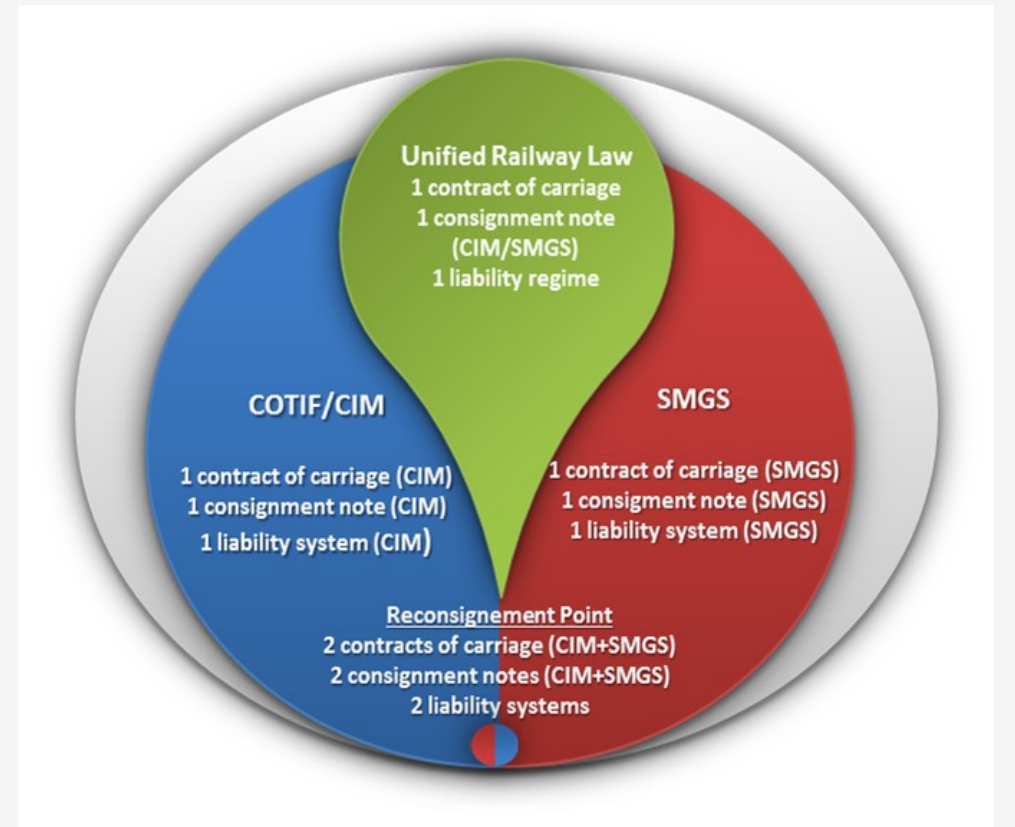 Unified Railway Law
1 contract of carriage
1 consignment note
(CIM/SMGS)
1 liability regime
COTIF/CIM
1 contract of carriage (CIM)
1 consignment note (CIM)
1 liability system (CIM)
SMGS
1 contract of carriage (SMGS)
1 consigment note (SMGS)
1 liability system (SMGS)
Reconsignement Point
2 contracts of carriage (CIM+SMGS)
2 consignment notes (CIM+SMGS)
2 liability systems